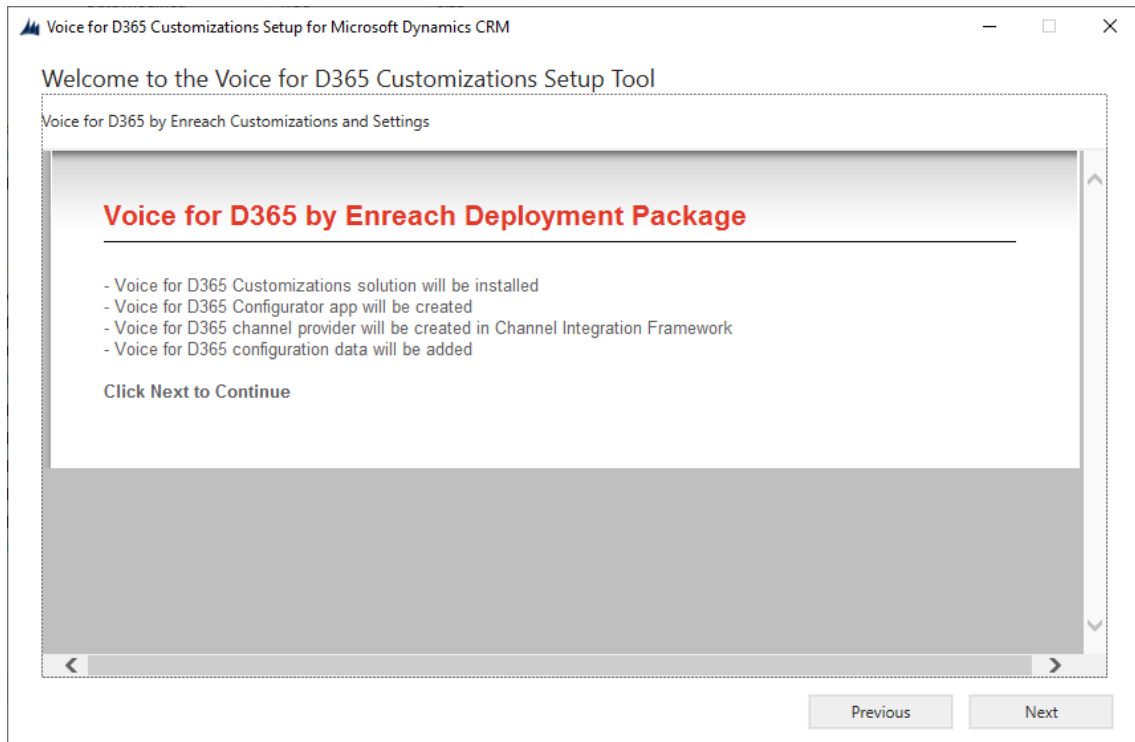 Voice for D365 Customizations Setup for Microsoft Dynamics CRM
Welcome to the Voice for D365 Customizations Setup Tool
Voice for D365 by Enreach Customizations and Settings
Voice for D365 by Enreach Deployment Package
- Voice for D365 Customizations solution will be installed
- Voice for D365 Configurator app will be created
- Voice for D365 channel provider will be created in Channel Integration Framework
- Voice for D365 configuration data will be added
Click Next to Continue
Previous
Next